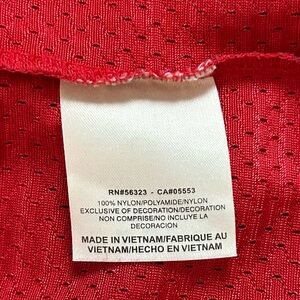 RN#56323 - CA#05553
100% NYLON/POLYAMIDE/NYLON
EXCLUSIVE OF DECORATION/DECORATION
NON COMPRISE/NO INCLUYE LA
DECORACION
MADE IN VIETNAM/FABRIQUE AU
VIETNAM/HECHO EN VIETNAM